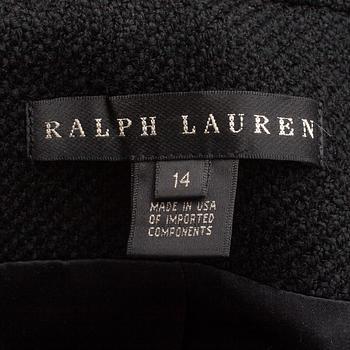 RALPH LAUREN
14
MADE IN USA
OF IMPORTED
COMPONENTS